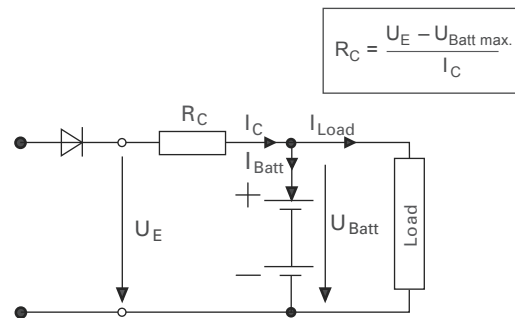 R_C = U_E – U_Batt max.
I_C
R_C
I_C
I_Load
I_Batt
+
U_E
U_Batt
Load
–